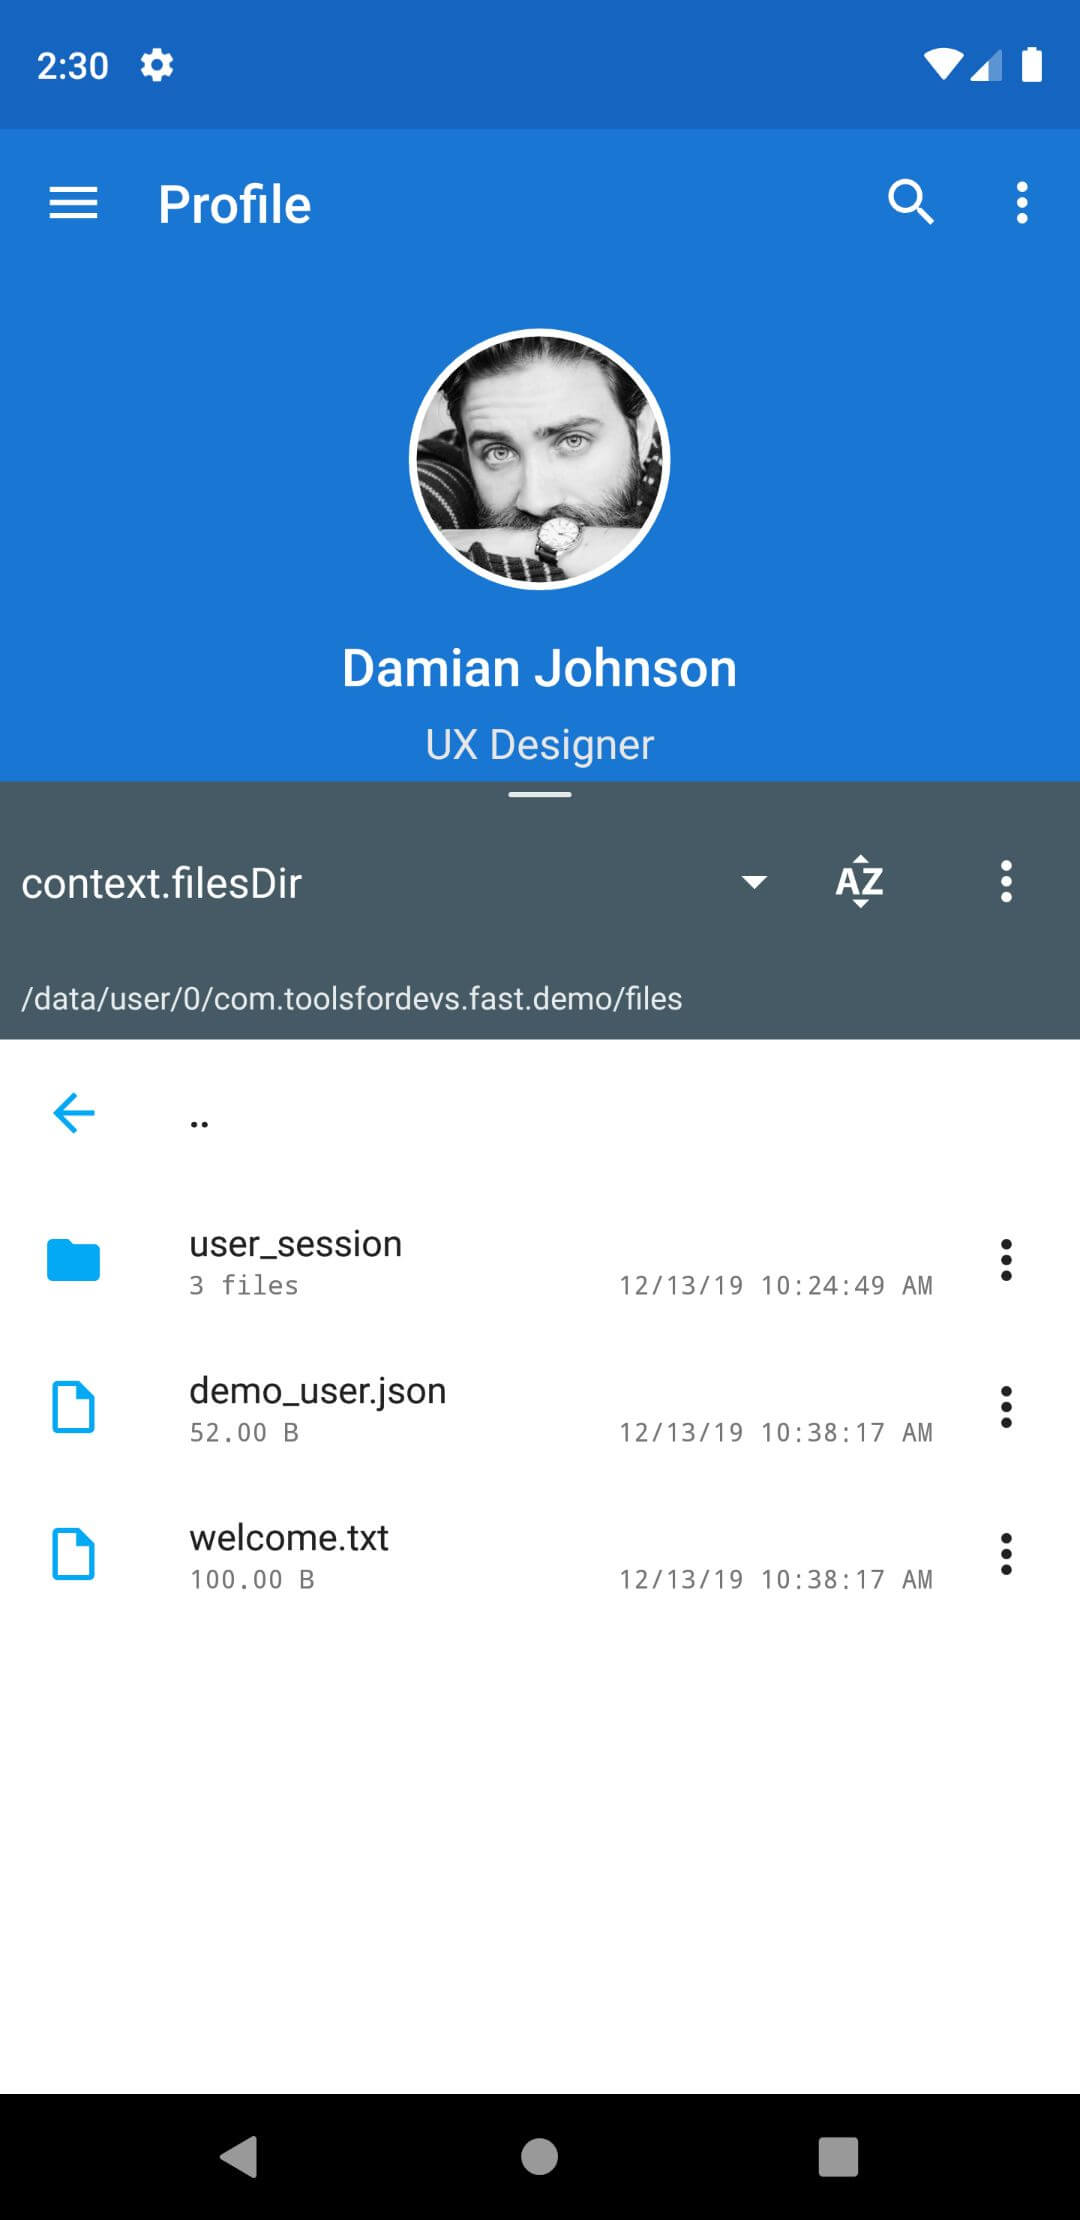 2:30
Profile
Damian Johnson
UX Designer
context.filesDir
AZ
/data/user/0/com.toolsfordevs.fast.demo/files
..
user_session
3 files 12/13/19 10:24:49 AM
demo_user.json
52.00 B 12/13/19 10:38:17 AM
welcome.txt
100.00 B 12/13/19 10:38:17 AM